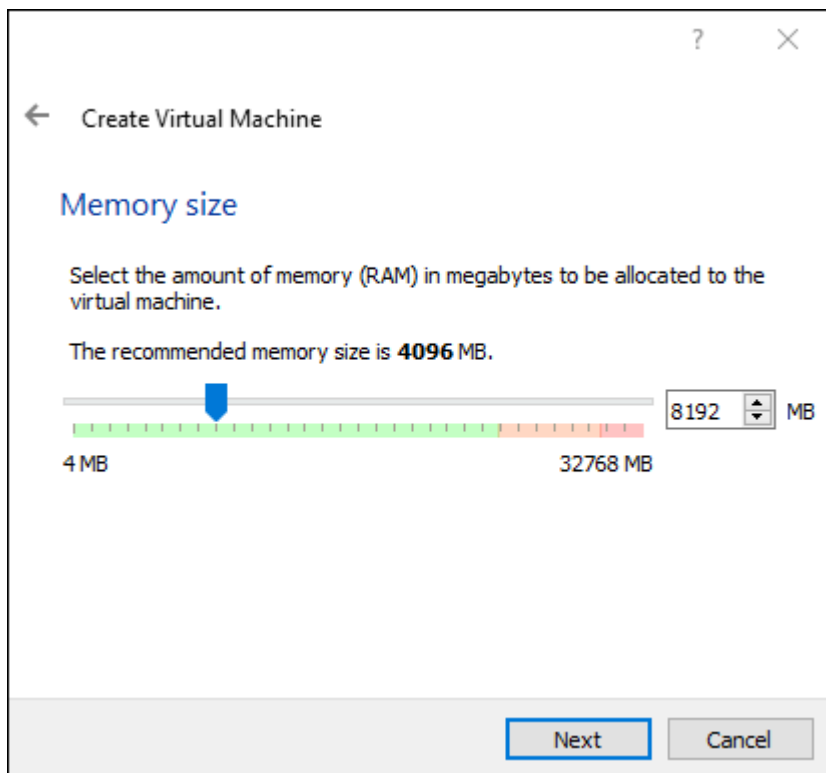 ?
Create Virtual Machine
Memory size
Select the amount of memory (RAM) in megabytes to be allocated to the
virtual machine.
The recommended memory size is 4096 MB.
8192 MB
4 MB 32768 MB
Next Cancel